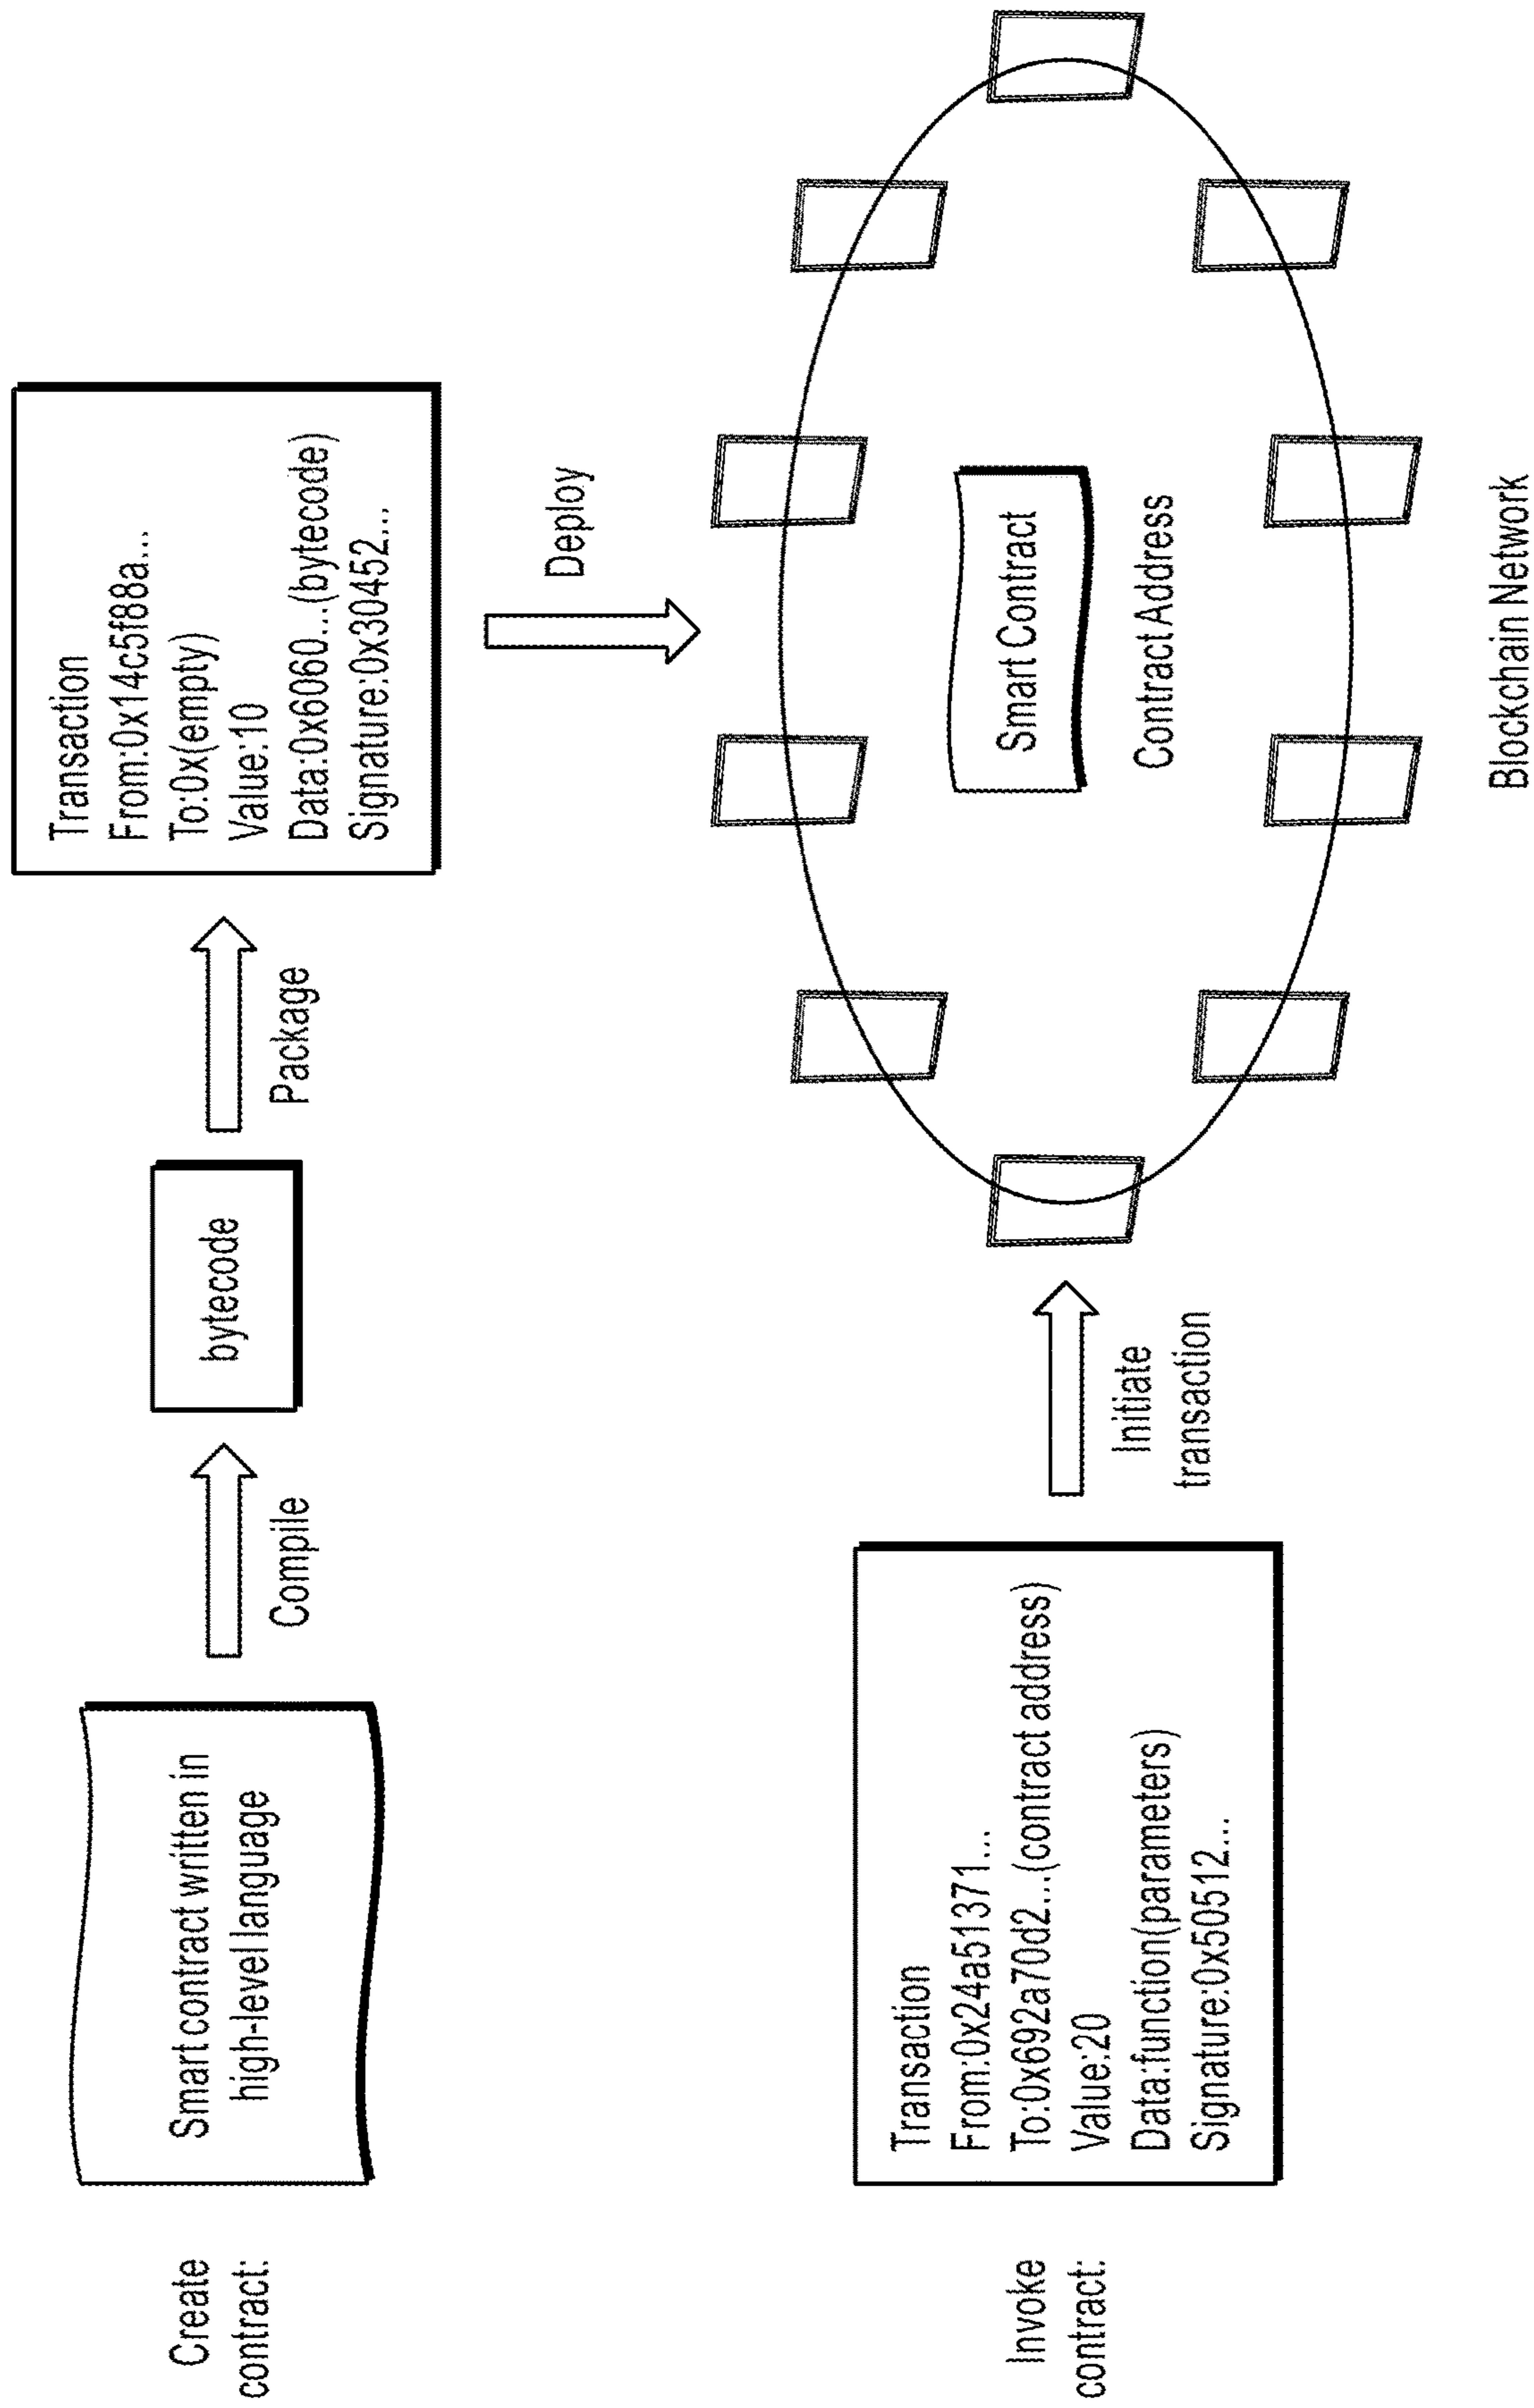 Create
contract:
Smart contract written in
high-level language
Compile
bytecode
Package
Transaction
From:0x14c5f88a...
To:0x(empty)
Value:10
Data:0x6060...(bytecode)
Signature:0x30452...
Deploy
Invoke
contract:
Transaction
From:0x24a51371...
To:0x692a70d2...(contract address)
Value:20
Data:function(parameters)
Signature:0x50512...
Initiate
transaction
Smart Contract
Contract Address
Blockchain Network